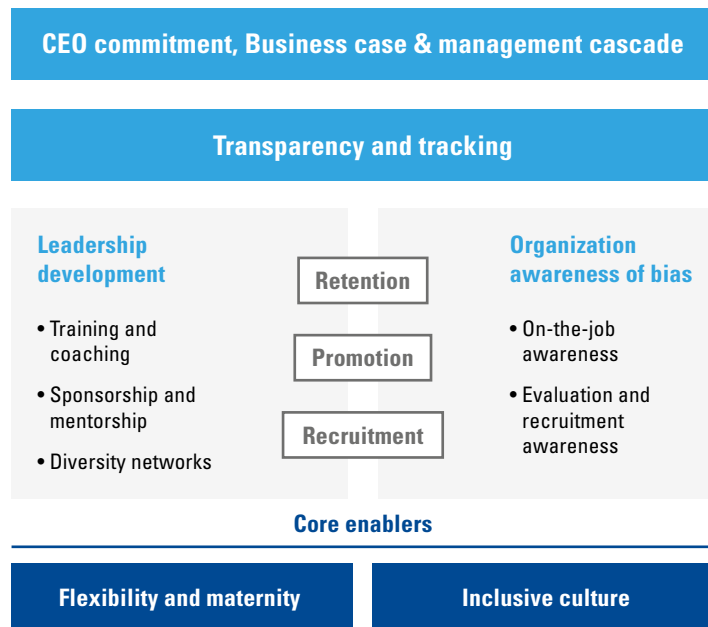 CEO commitment, Business case & management cascade
Transparency and tracking
Leadership
development
• Training and
coaching
• Sponsorship and
mentorship
• Diversity networks
Retention
Promotion
Recruitment
Organization
awareness of bias
• On-the-job
awareness
• Evaluation and
recruitment
awareness
Core enablers
Flexibility and maternity
Inclusive culture